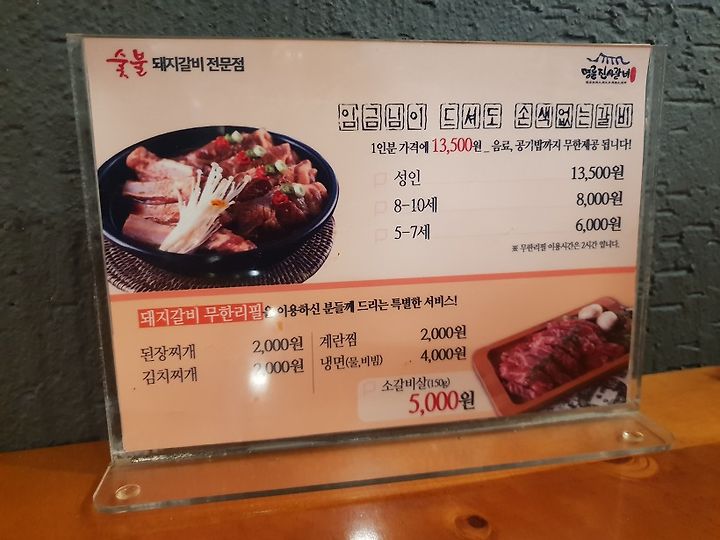 숯불 돼지갈비 전문점
명륜진사갈비
임금님이 드셔도 손색없는갈비
1인분 가격에 13,500원_음료, 공기밥까지 무한제공 됩니다!
성인 13,500원
8-10세 8,000원
5-7세 6,000원
※ 무한리필 이용시간은 2시간 입니다.
돼지갈비 무한리필을 이용하신 분들께 드리는 특별한 서비스!
된장찌개 2,000원
김치찌개 2,000원
계란찜 2,000원
냉면(물,비빔) 4,000원
소갈비살(150g)
5,000원